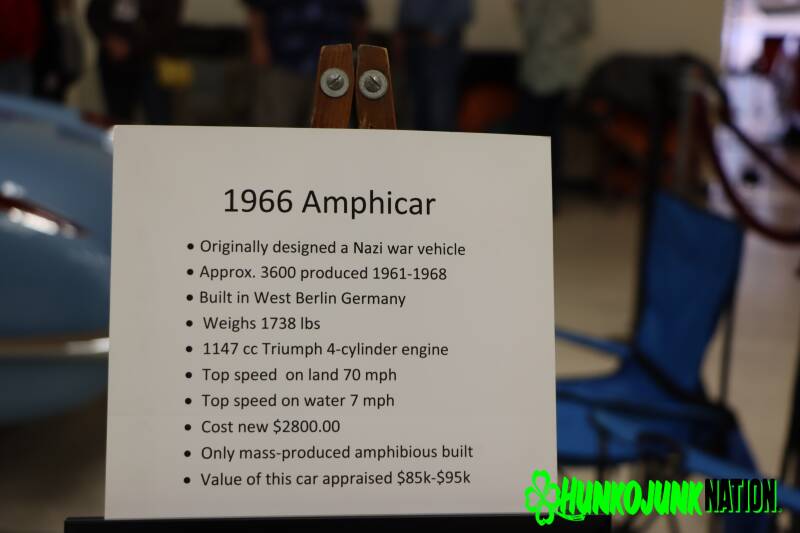 1966 Amphicar
• Originally designed a Nazi war vehicle
• Approx. 3600 produced 1961-1968
• Built in West Berlin Germany
• Weighs 1738 lbs
• 1147 cc Triumph 4-cylinder engine
• Top speed on land 70 mph
• Top speed on water 7 mph
• Cost new $2800.00
• Only mass-produced amphibious built
• Value of this car appraised $85k-$95k
HUNKOJUNKNATION